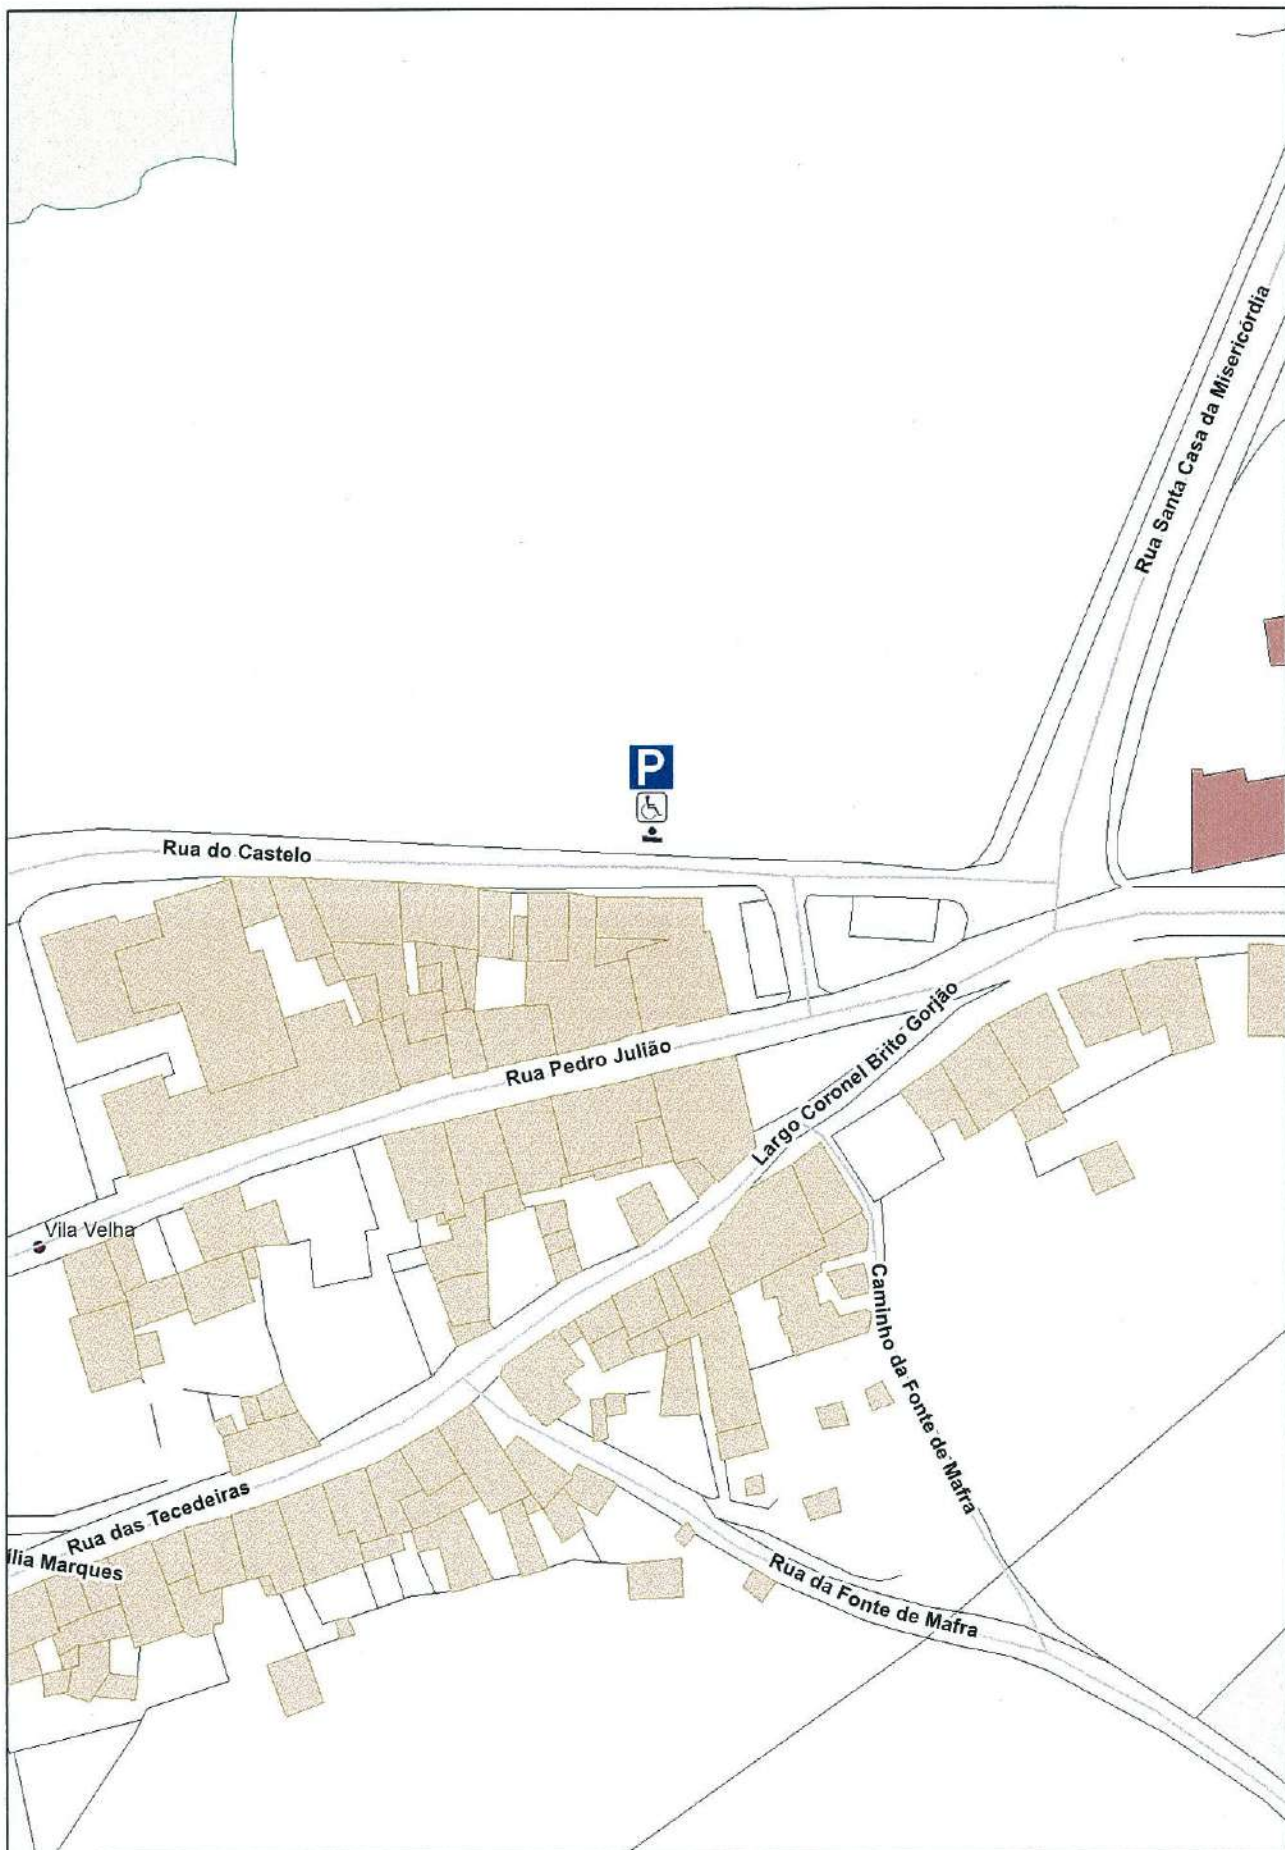 Rua Santa Casa da Misericórdia
P
Rua do Castelo
Largo Coronel Brito Gorjão
Rua Pedro Julião
Vila Velha
Caminho da Fonte de Mafra
Rua das Tecedeiras
ília Marques
Rua da Fonte de Mafra